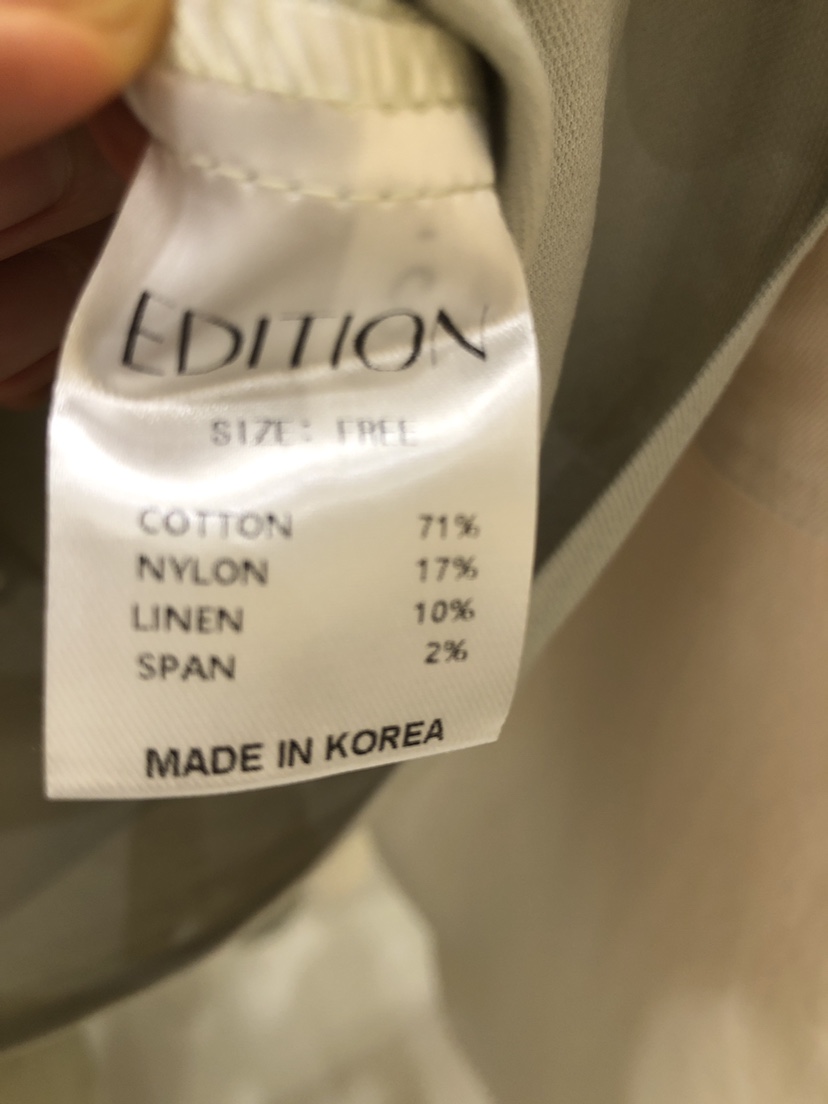 EDITION
SIZE: FREE
COTTON 71%
NYLON 17%
LINEN 10%
SPAN 2%
MADE IN KOREA